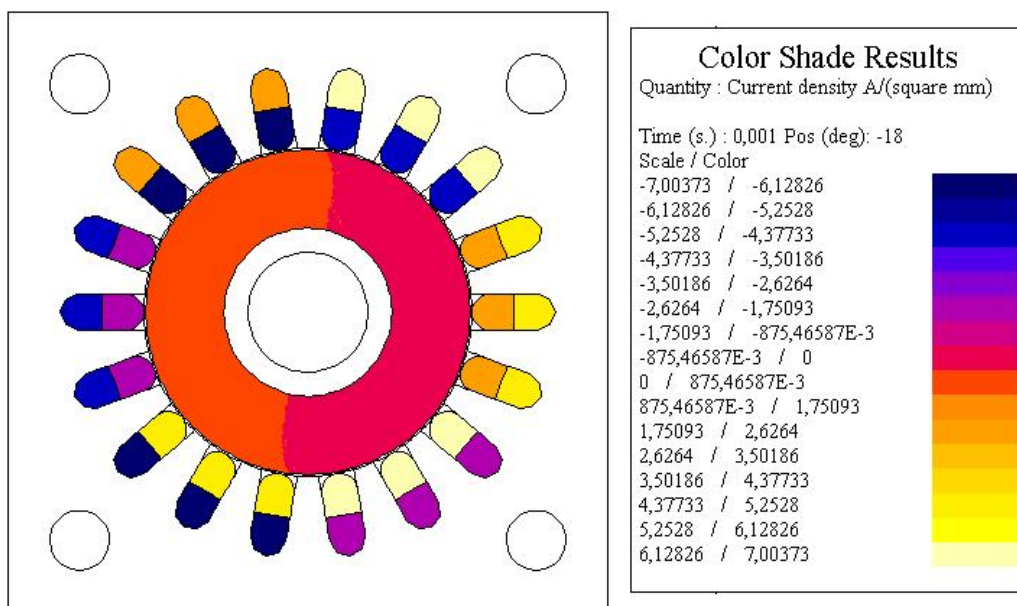 Color Shade Results
Quantity : Current density A/(square mm)
Time (s.) : 0,001 Pos (deg): -18
Scale / Color
-7,00373 / -6,12826
-6,12826 / -5,2528
-5,2528 / -4,37733
-4,37733 / -3,50186
-3,50186 / -2,6264
-2,6264 / -1,75093
-1,75093 / -875,46587E-3
-875,46587E-3 / 0
0 / 875,46587E-3
875,46587E-3 / 1,75093
1,75093 / 2,6264
2,6264 / 3,50186
3,50186 / 4,37733
4,37733 / 5,2528
5,2528 / 6,12826
6,12826 / 7,00373